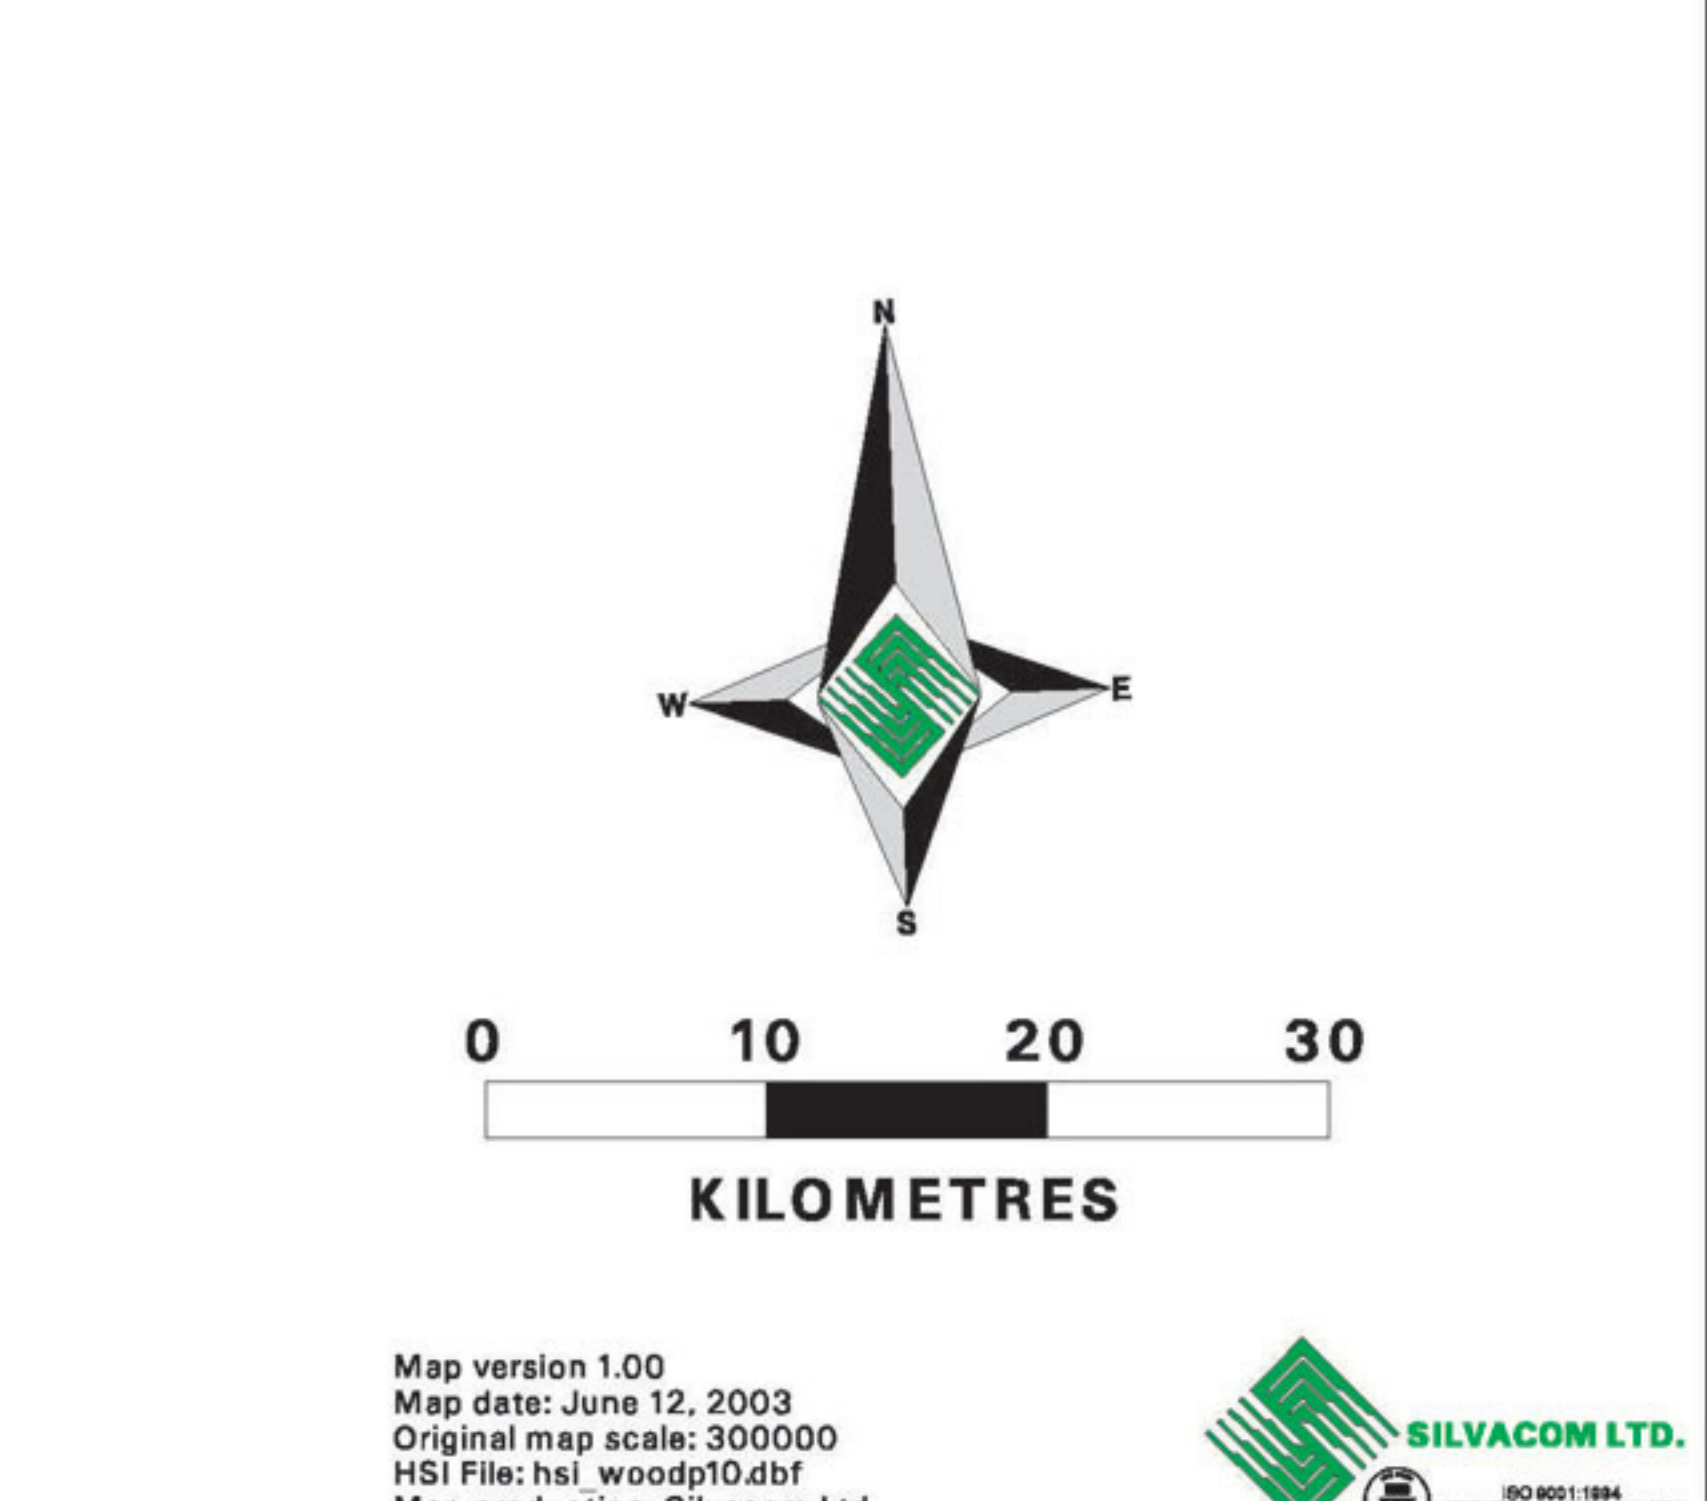 N
W E
S
0 10 20 30
KILOMETRES
Map version 1.00
Map date: June 12, 2003
Original map scale: 300000
HSI File: hsi_woodp10.dbf
SILVACOM LTD.
ISO 9001:1994